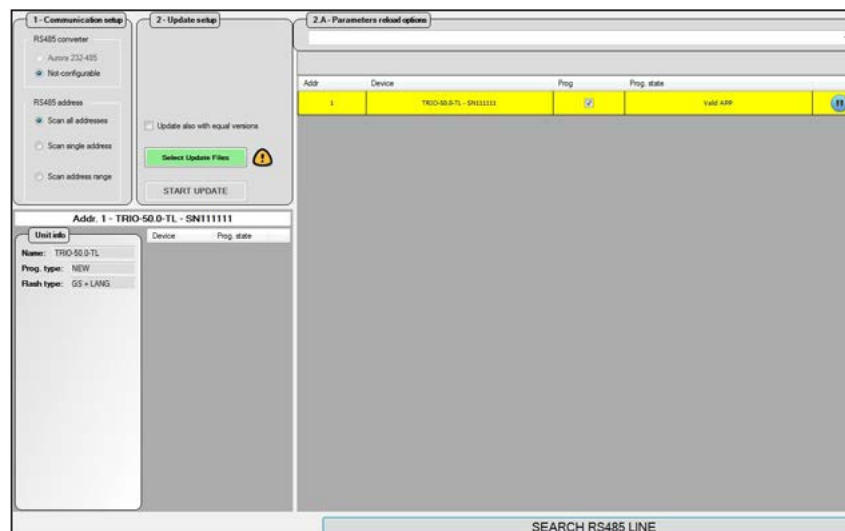 1 - Communication setup
RS485 converter
Aurora 232-485
Not configurable
RS485 address
Scan all addresses
Scan single address
Scan address range
2 - Update setup
Update also with equal versions
Select Update Files
START UPDATE
2.A - Parameters reload options
Addr Device Prog Prog. state
1 TRIO-50.0-TL - SN111111 Valid APP
Addr. 1 - TRIO-50.0-TL - SN111111
Unit info
Name: TRIO-50.0-TL
Prog. type: NEW
Flash type: GS + LANG
Device Prog. state
SEARCH RS485 LINE